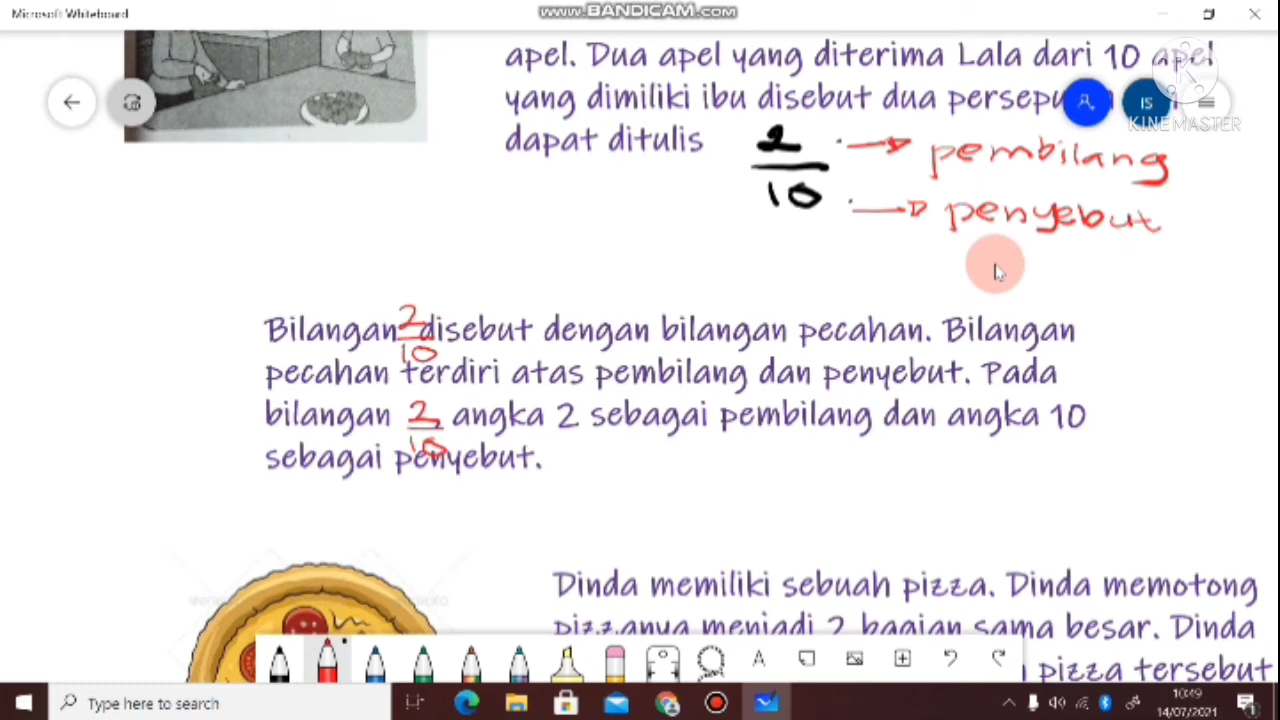 Microsoft Whiteboard
www.BANDICAM.com
apel. Dua apel yang diterima Lala dari 10 apel
yang dimiliki ibu disebut dua
IS
KINEMASTER
dapat ditulis 2/10
pembilang
penyebut
Bilangan 2/10 disebut dengan bilangan pecahan. Bilangan
pecahan terdiri atas pembilang dan penyebut. Pada
bilangan 2/10, angka 2 sebagai pembilang dan angka 10
sebagai penyebut.
Dinda memiliki sebuah pizza. Dinda memotong
pizzanya menjadi 2 bagian sama besar. Dinda
pizza tersebut
Type here to search
10:49
14/07/2021